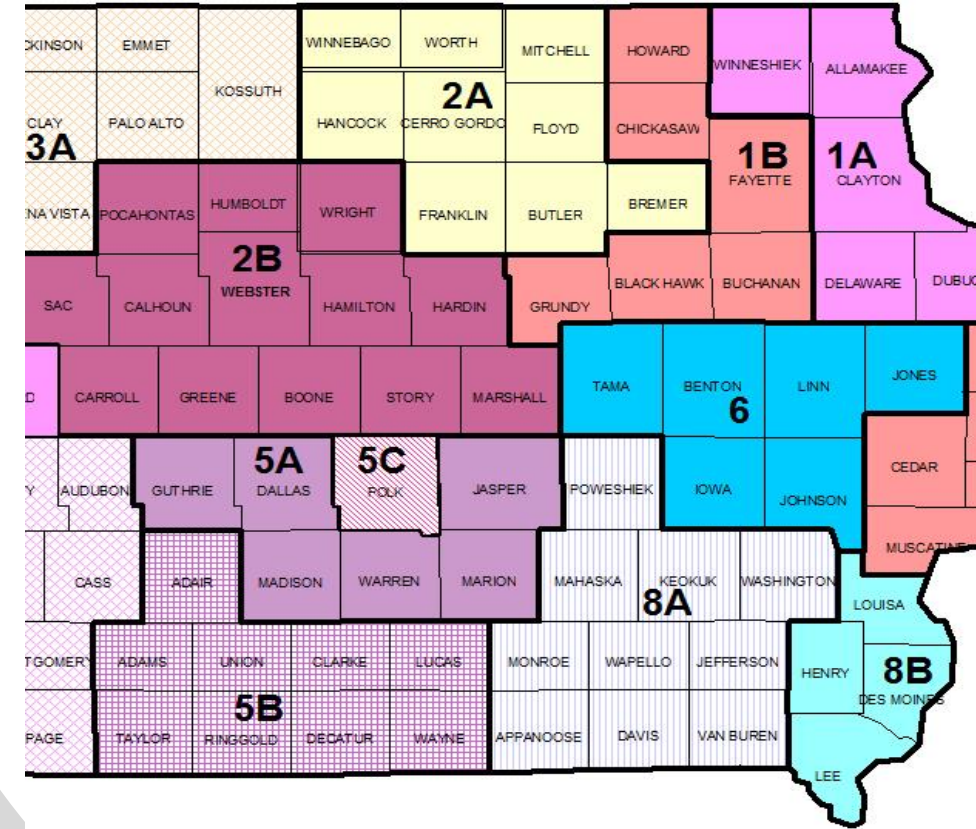 KINSON EMMET WINNEBAGO WORTH MITCHELL HOWARD WINNESHIEK ALLAMAKEE
KOSSUTH
2A
CLAY PALO ALTO HANCOCK CERRO GORDO FLOYD CHICKASAW
3A 1B 1A
FAYETTE CLAYTON
NA VISTA POCAHONTAS HUMBOLDT WRIGHT FRANKLIN BUTLER BREMER
2B
WEBSTER
BLACK HAWK BUCHANAN DELAWARE DUBUQ
SAC CALHOUN HAMILTON HARDIN GRUNDY
TAMA BENTON LINN JONES
D CARROLL GREENE BOONE STORY MARSHALL
6
5A 5C
CEDAR
Y AUDUBON GUTHRIE DALLAS POLK JASPER POWESHIEK IOWA JOHNSON
MUSCATINE
CASS ADAIR MADISON WARREN MARION MAHASKA KEOKUK WASHINGTON
8A
LOUISA
TGOMERY ADAMS UNION CLARKE LUCAS MONROE WAPELLO JEFFERSON HENRY
8B
DES MOINES
5B
PAGE TAYLOR RINGGOLD DECATUR WAYNE APPANOOSE DAVIS VAN BUREN
LEE